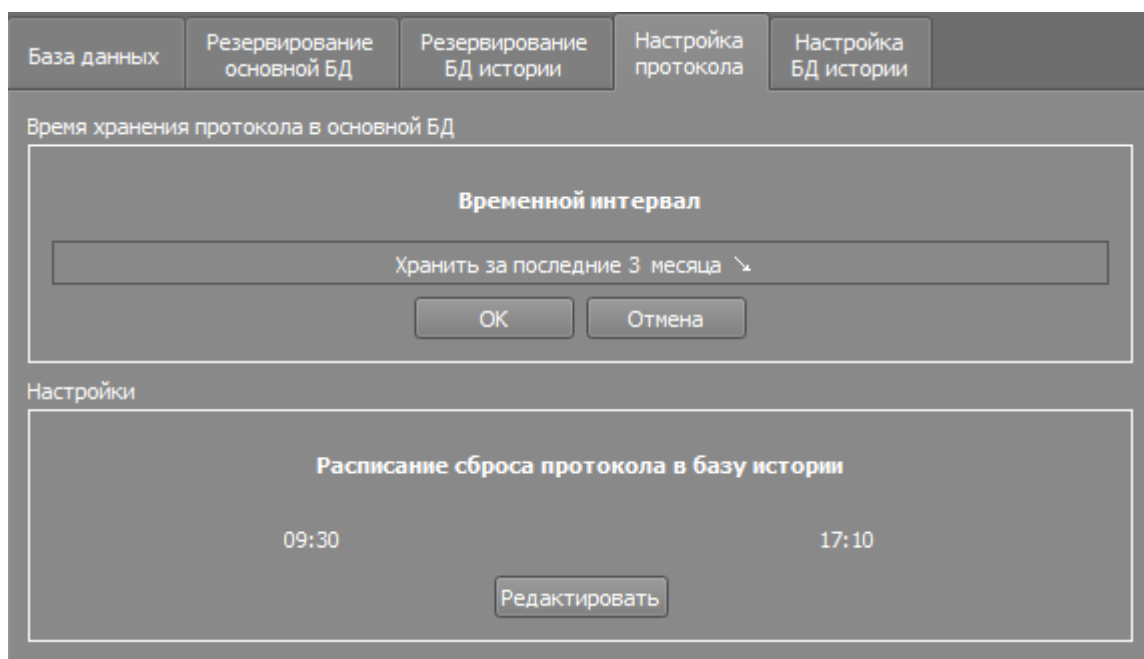 База данных
Резервирование
основной БД
Резервирование
БД истории
Настройка
протокола
Настройка
БД истории
Время хранения протокола в основной БД
Временной интервал
Хранить за последние 3 месяца ↘
ОК
Отмена
Настройки
Расписание сброса протокола в базу истории
09:30 17:10
Редактировать